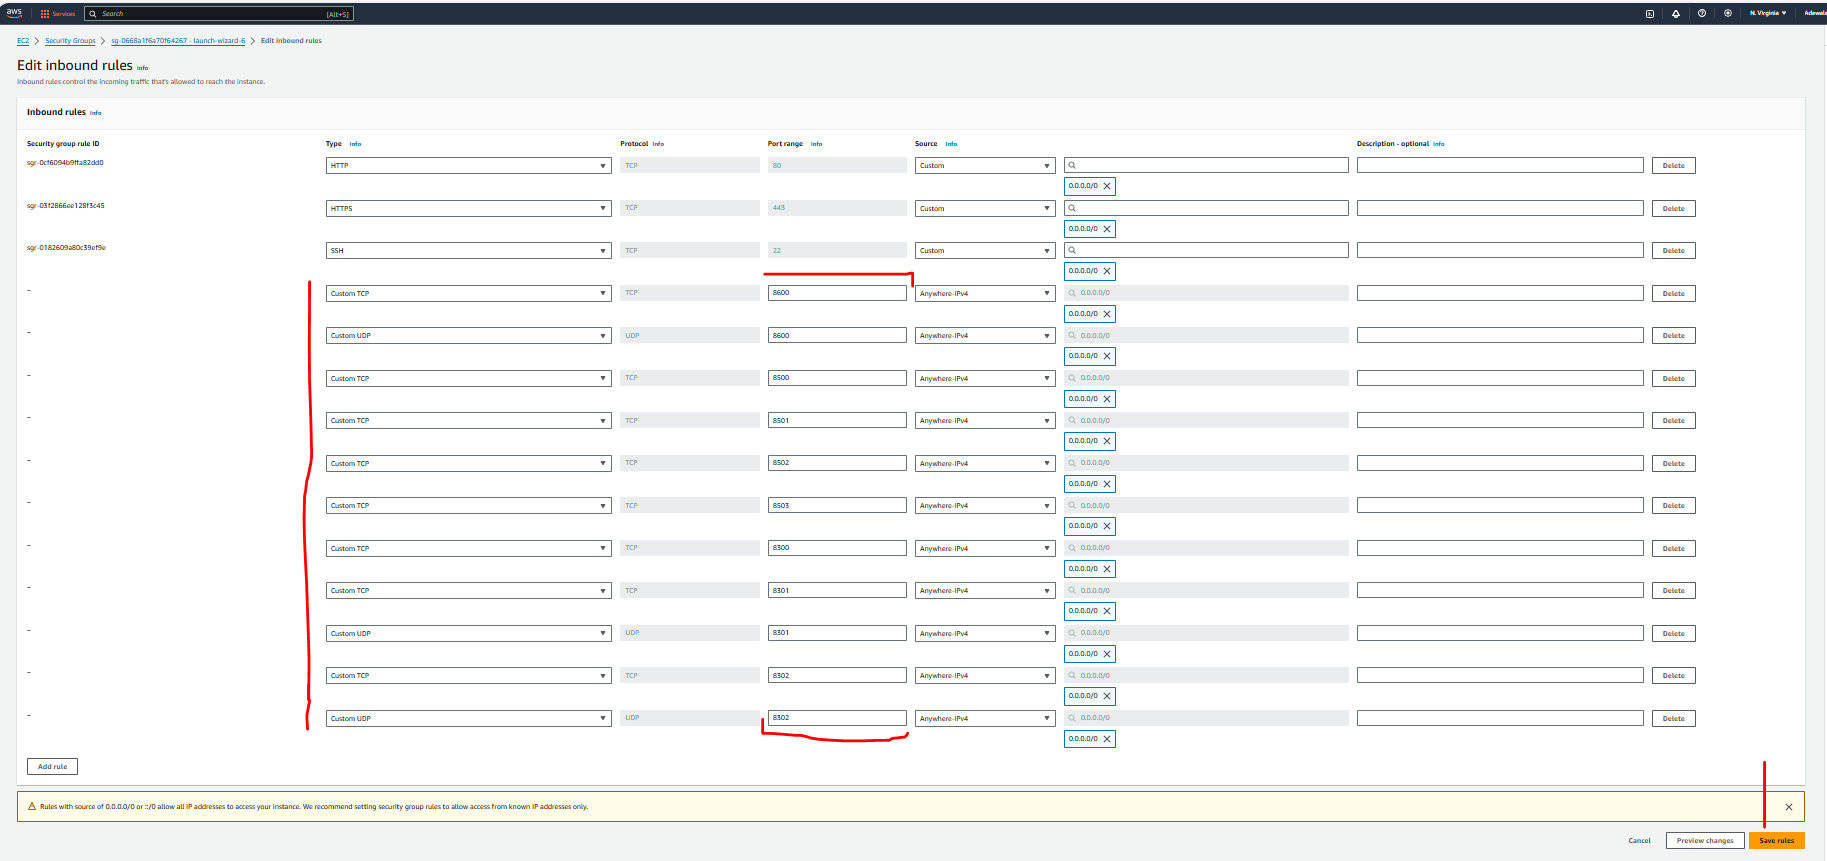 aws Services Search [Alt+S] N. Virginia
EC2 > Security Groups > sg-0668a1f6a70f64267 - launch-wizard-6 > Edit inbound rules
Edit inbound rules Info
Inbound rules control the incoming traffic that's allowed to reach the instance.
Inbound rules Info
Security group rule ID Type Info Protocol Info Port range Info Source Info Description - optional Info
sgr-0cf6094b9ffa82dd0 HTTP TCP 80 Custom Delete
0.0.0.0/0
sgr-03f2866ee128f3c45 HTTPS TCP 443 Custom Delete
0.0.0.0/0
sgr-0182609a80c39ef9e SSH TCP 22 Custom Delete
0.0.0.0/0
- Custom TCP TCP 8600 Anywhere-IPv4 0.0.0.0/0 Delete
0.0.0.0/0
- Custom UDP UDP 8600 Anywhere-IPv4 0.0.0.0/0 Delete
0.0.0.0/0
- Custom TCP TCP 8500 Anywhere-IPv4 0.0.0.0/0 Delete
0.0.0.0/0
- Custom TCP TCP 8501 Anywhere-IPv4 0.0.0.0/0 Delete
0.0.0.0/0
- Custom TCP TCP 8502 Anywhere-IPv4 0.0.0.0/0 Delete
0.0.0.0/0
- Custom TCP TCP 8503 Anywhere-IPv4 0.0.0.0/0 Delete
0.0.0.0/0
- Custom TCP TCP 8300 Anywhere-IPv4 0.0.0.0/0 Delete
0.0.0.0/0
- Custom TCP TCP 8301 Anywhere-IPv4 0.0.0.0/0 Delete
0.0.0.0/0
- Custom UDP UDP 8301 Anywhere-IPv4 0.0.0.0/0 Delete
0.0.0.0/0
- Custom TCP TCP 8302 Anywhere-IPv4 0.0.0.0/0 Delete
0.0.0.0/0
- Custom UDP UDP 8302 Anywhere-IPv4 0.0.0.0/0 Delete
0.0.0.0/0
Add rule
Rules with source of 0.0.0.0/0 or ::/0 allow all IP addresses to access your instance. We recommend setting security group rules to allow access from known IP addresses only.
Cancel Preview changes Save rules